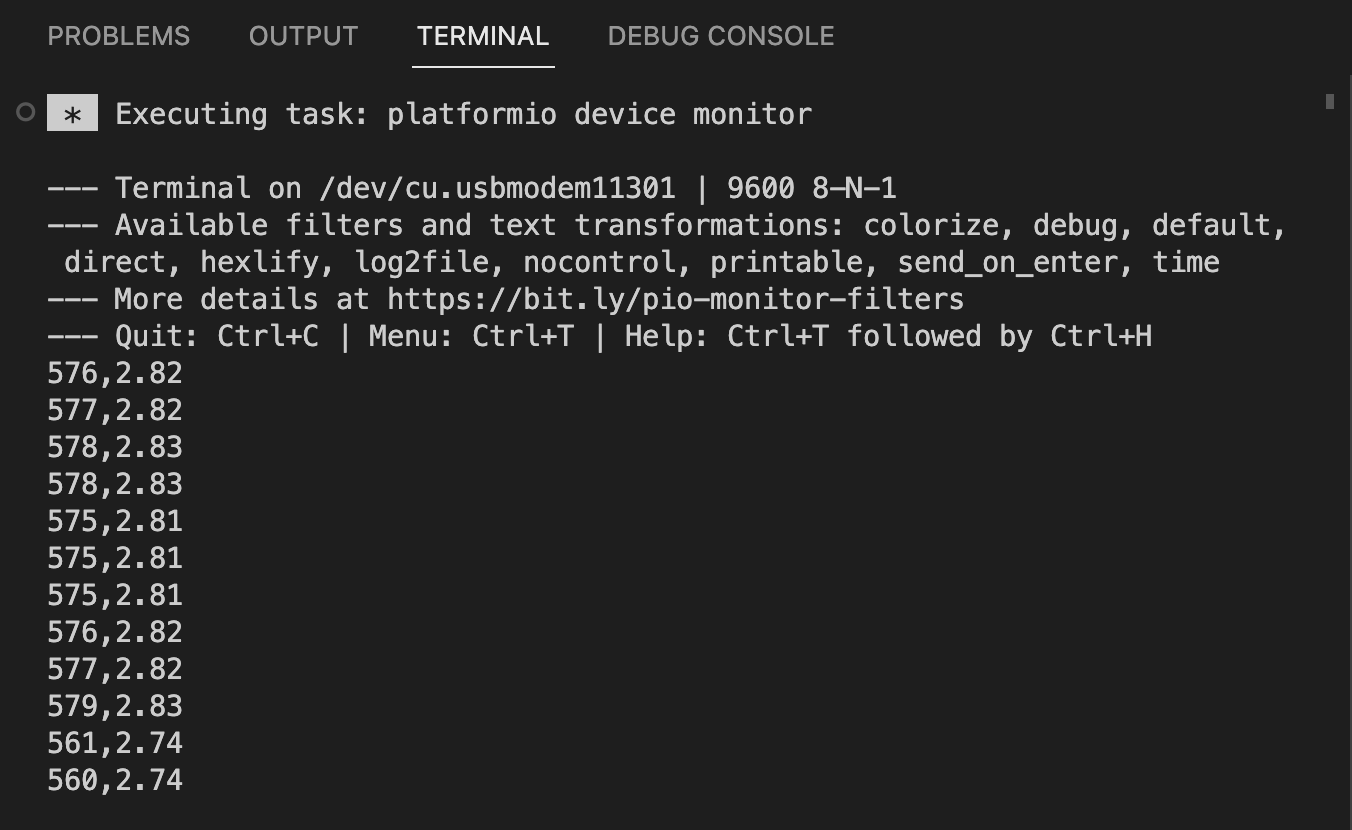 PROBLEMS OUTPUT TERMINAL DEBUG CONSOLE
* Executing task: platformio device monitor
--- Terminal on /dev/cu.usbmodem11301 | 9600 8-N-1
--- Available filters and text transformations: colorize, debug, default,
direct, hexlify, log2file, nocontrol, printable, send_on_enter, time
--- More details at https://bit.ly/pio-monitor-filters
--- Quit: Ctrl+C | Menu: Ctrl+T | Help: Ctrl+T followed by Ctrl+H
576,2.82
577,2.82
578,2.83
578,2.83
575,2.81
575,2.81
575,2.81
576,2.82
577,2.82
579,2.83
561,2.74
560,2.74